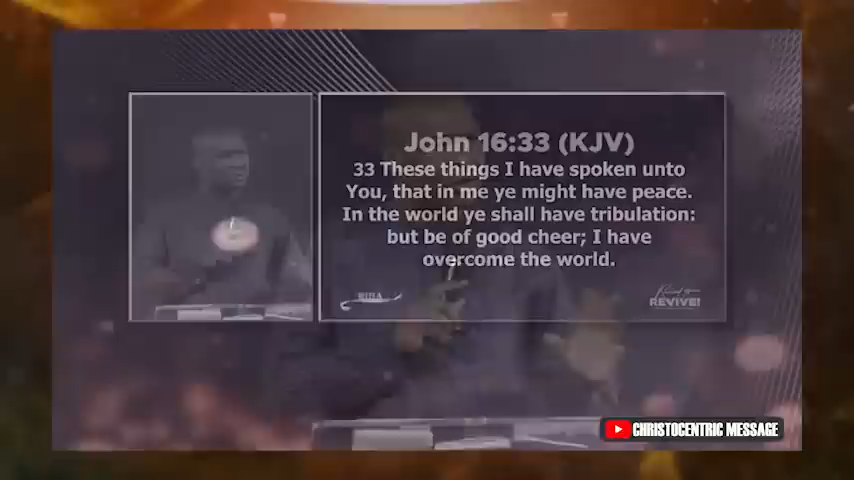 John 16:33 (KJV)
33 These things I have spoken unto
You, that in me ye might have peace.
In the world ye shall have tribulation:
but be of good cheer; I have
overcome the world.
REVIVE!
CHRISTOCENTRIC MESSAGE